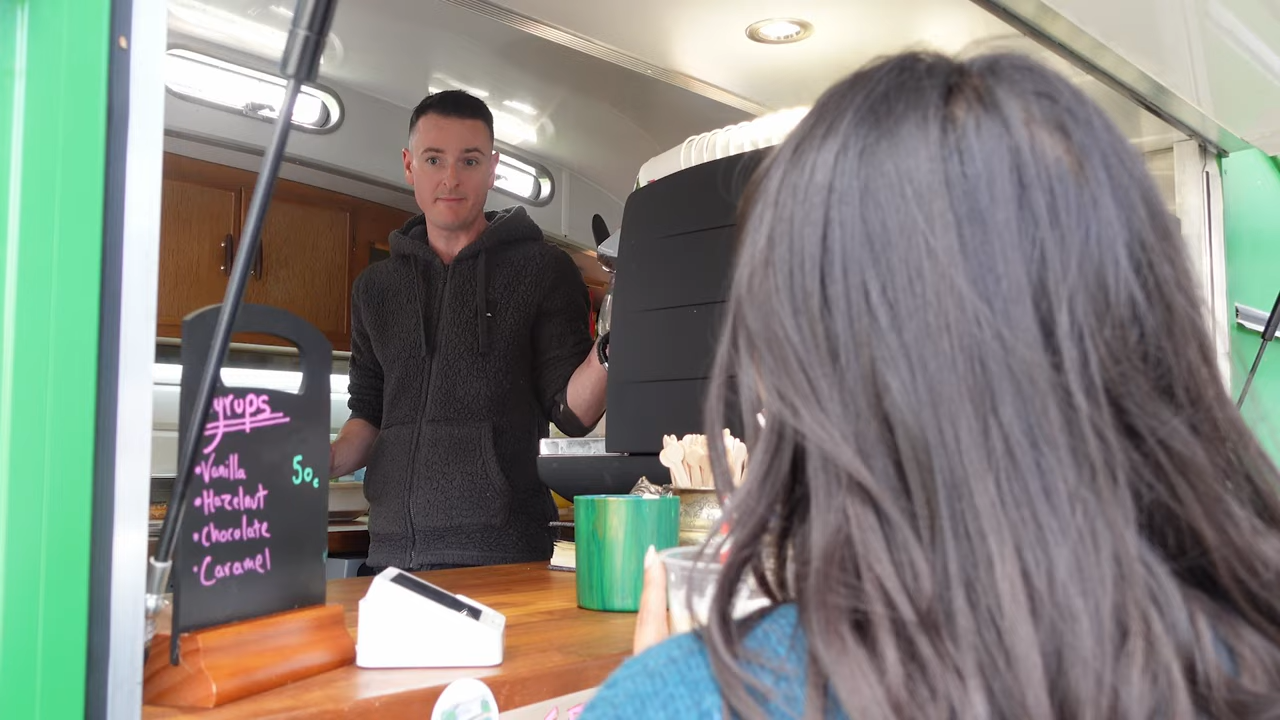 yrups
• Vanilla 50c
• Hazelnut
• Chocolate
• Caramel